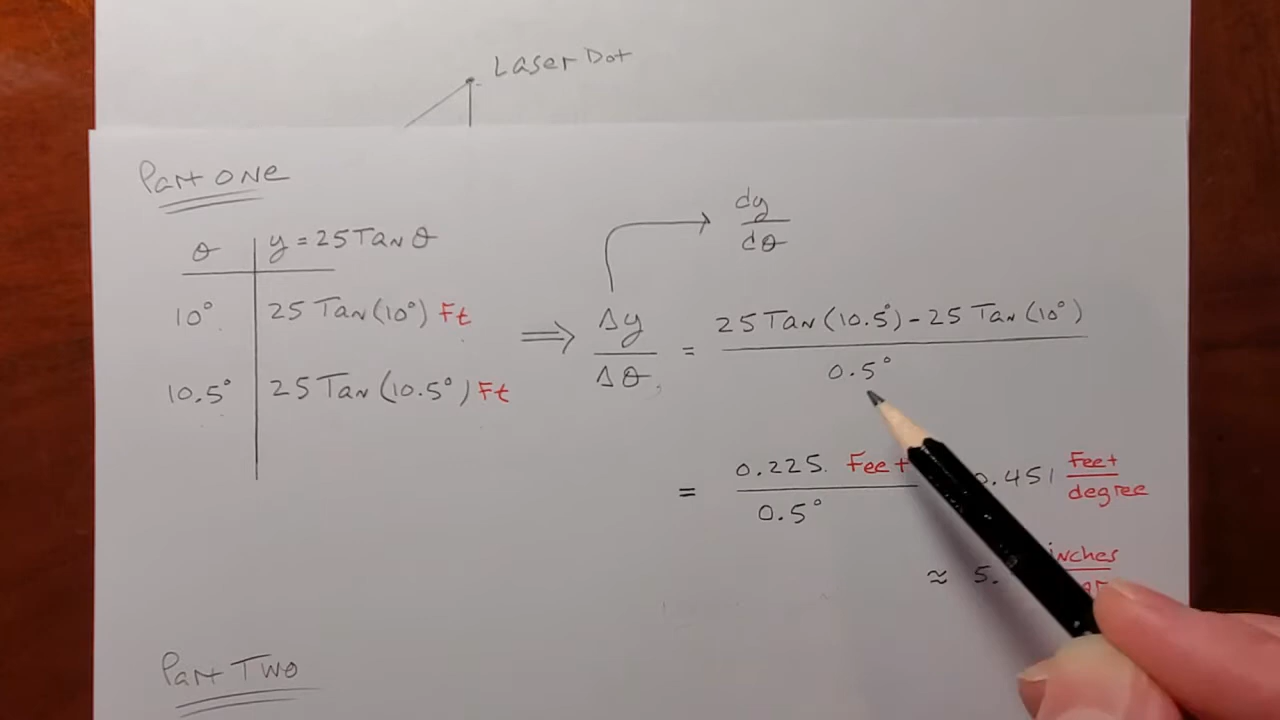 Laser Dot
Part One
θ y = 25 Tan θ
10° 25 Tan (10°) Ft
10.5° 25 Tan (10.5°) Ft
dy
dθ
⇒ Δy / Δθ = 25 Tan (10.5°) - 25 Tan (10°) / 0.5°
= 0.225 Feet / 0.5° 0.451 Feet / degree
≈ 5. inches
Part Two